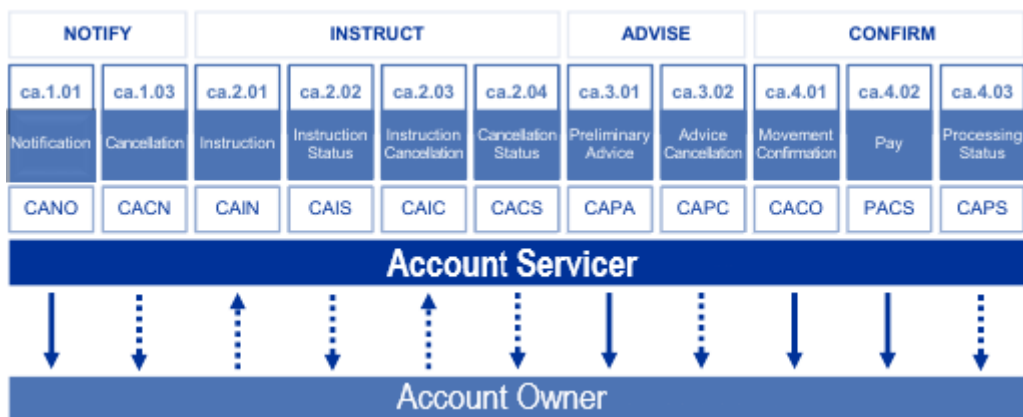 NOTIFY INSTRUCT ADVISE CONFIRM
ca.1.01 ca.1.03 ca.2.01 ca.2.02 ca.2.03 ca.2.04 ca.3.01 ca.3.02 ca.4.01 ca.4.02 ca.4.03
Notification Cancellation Instruction Instruction Status Instruction Cancellation Cancellation Status Preliminary Advice Advice Cancellation Movement Confirmation Pay Processing Status
CANO CACN CAIN CAIS CAIC CACS CAPA CAPC CACO PACS CAPS
Account Servicer
Account Owner